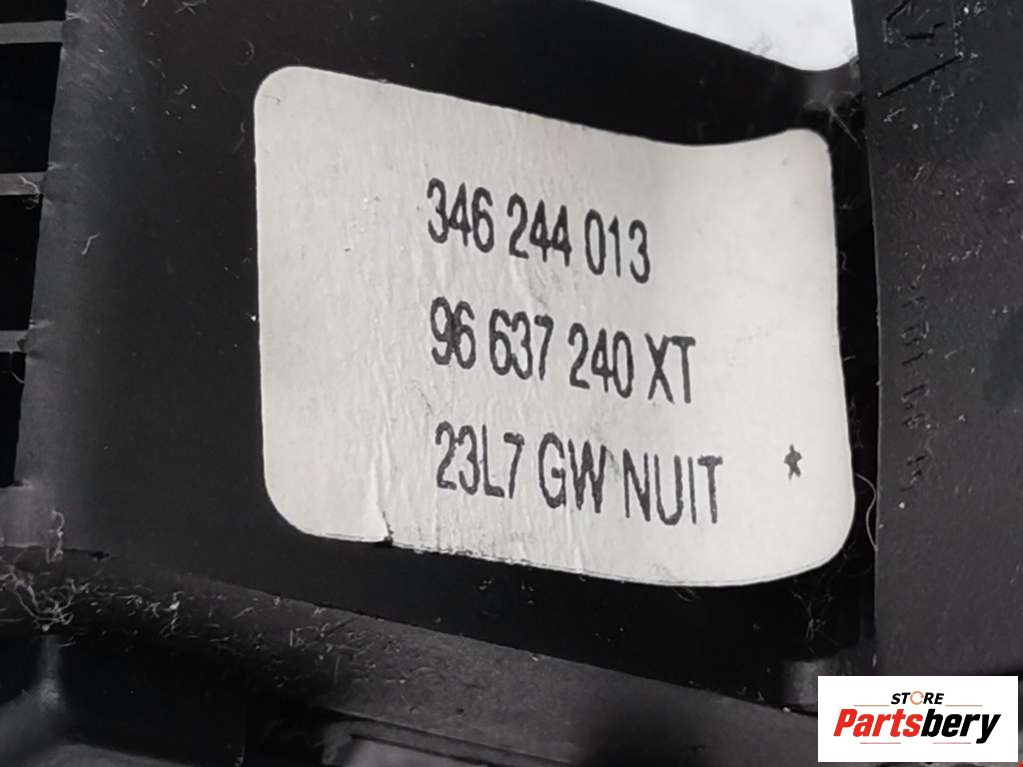 346 244 013
96 637 240 XT
23L7 GW NUIT *
STORE
Partsbery